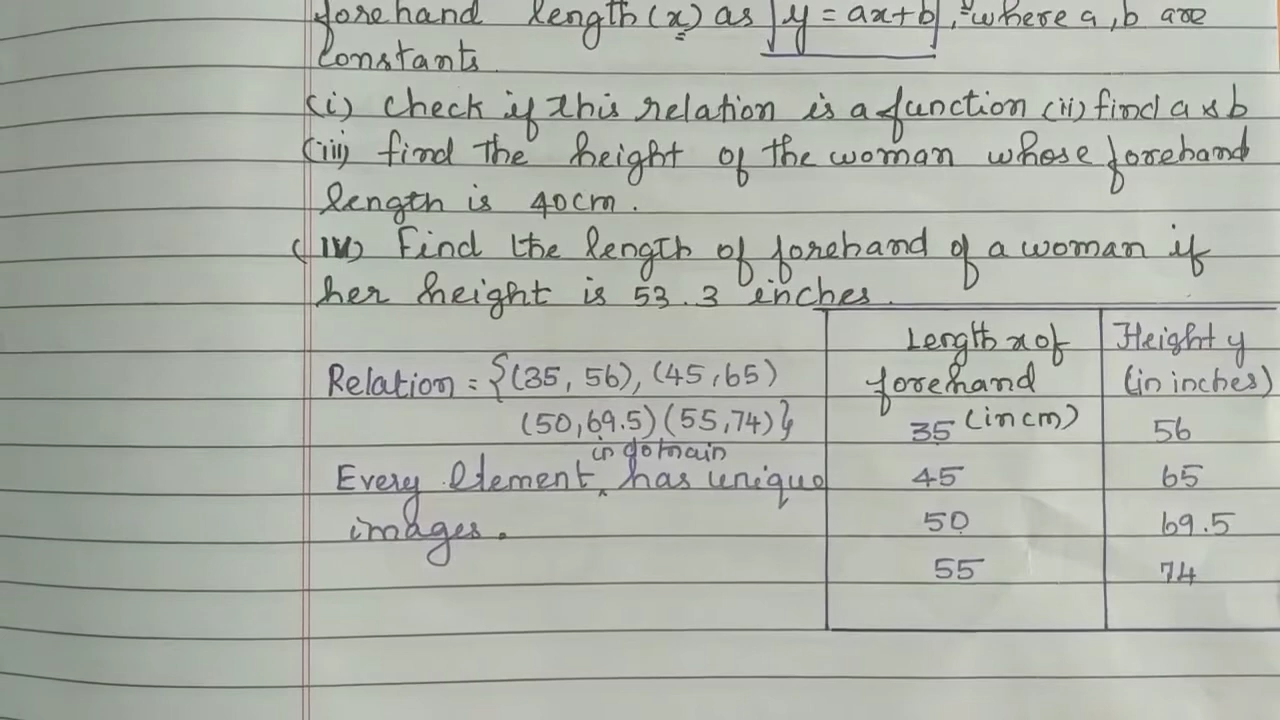 forehand length (x) as y = ax+b, where a, b are
constants
(i) check if this relation is a function (ii) find a & b
(iii) find the height of the woman whose forehand
length is 40cm.
(iv) Find the length of forehand of a woman if
her height is 53.3 inches.
Relation = {(35, 56), (45, 65)
(50, 69.5) (55, 74)}
in domain
Every Element ‸ has unique
images.
Length x of
forehand
(in cm)
Height y
(in inches)
35 56
45 65
50 69.5
55 74